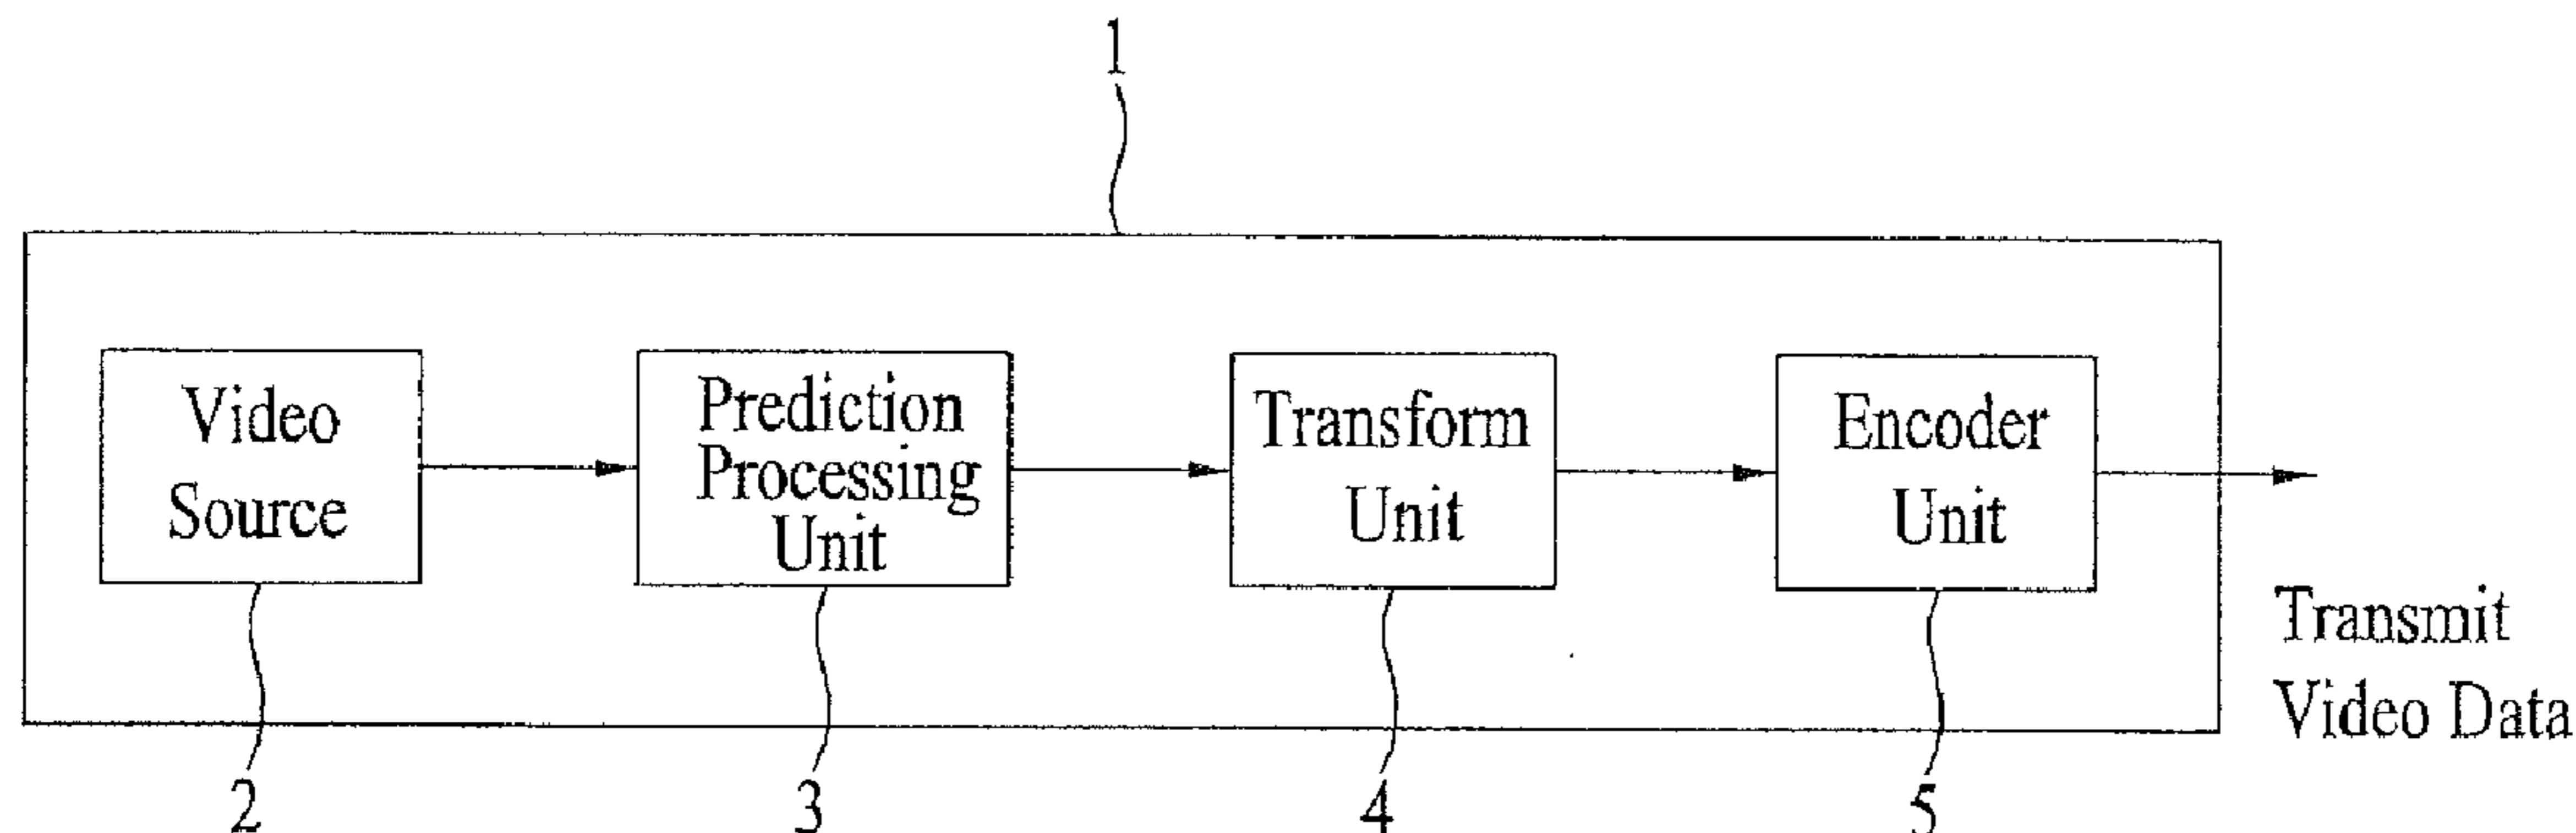 1
Video
Source
Prediction
Processing
Unit
Transform
Unit
Encoder
Unit
Transmit
Video Data
2
3
4
5